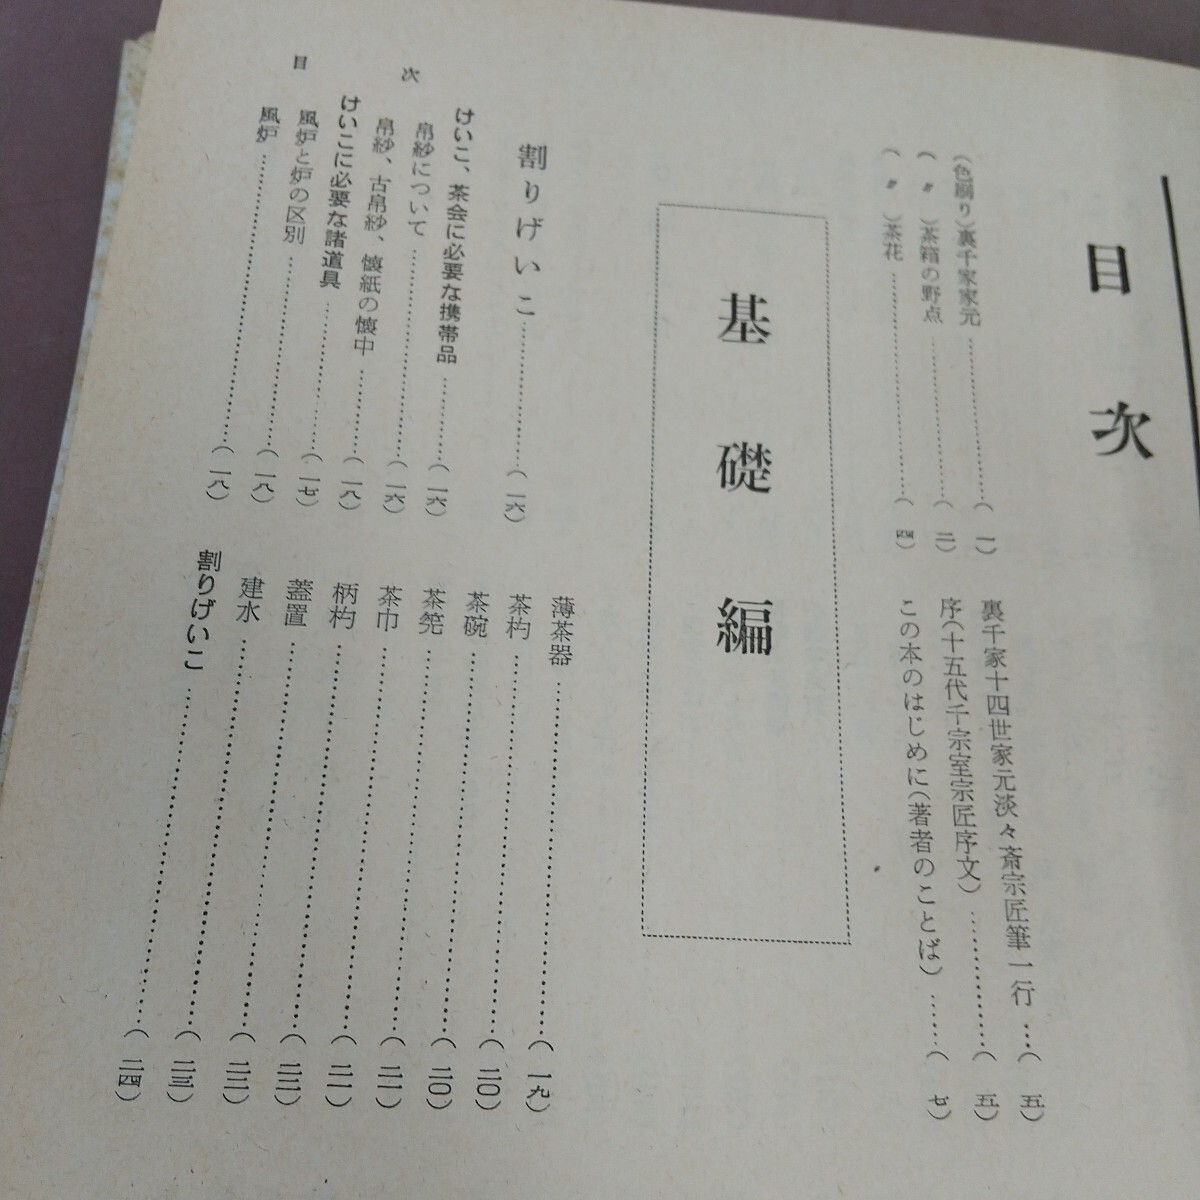 目次
(色刷り)裏千家家元……………(一)
(〃)茶箱の野点……………(二)
(〃)茶花……………(四)
裏千家十四世家元淡々斎宗匠筆一行…(五)
序(十五代千宗室宗匠序文)…………(五)
この本のはじめに(著者のことば)……(七)
基礎編
割りげいこ……………(一六)
けいこ、茶会に必要な携帯品………(一六)
帛紗について……………(一六)
帛紗、古帛紗、懐紙の懐中………(一八)
けいこに必要な諸道具……………(一七)
風炉と炉の区別……………(一八)
風炉……………(一八)
薄茶器……………(一九)
茶杓……………(二〇)
茶碗……………(二〇)
茶筅……………(二一)
茶巾……………(二一)
柄杓……………(二二)
蓋置……………(二二)
建水……………(二三)
割りげいこ……………(二四)
目次